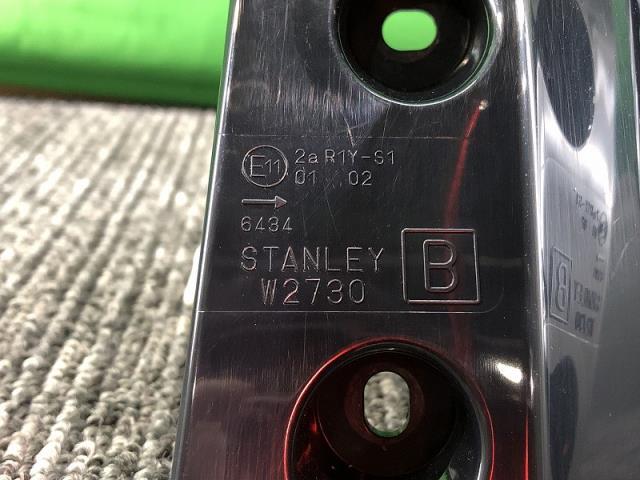 E11 2a R1Y-S1
01 02
6434
STANLEY
W2730
B